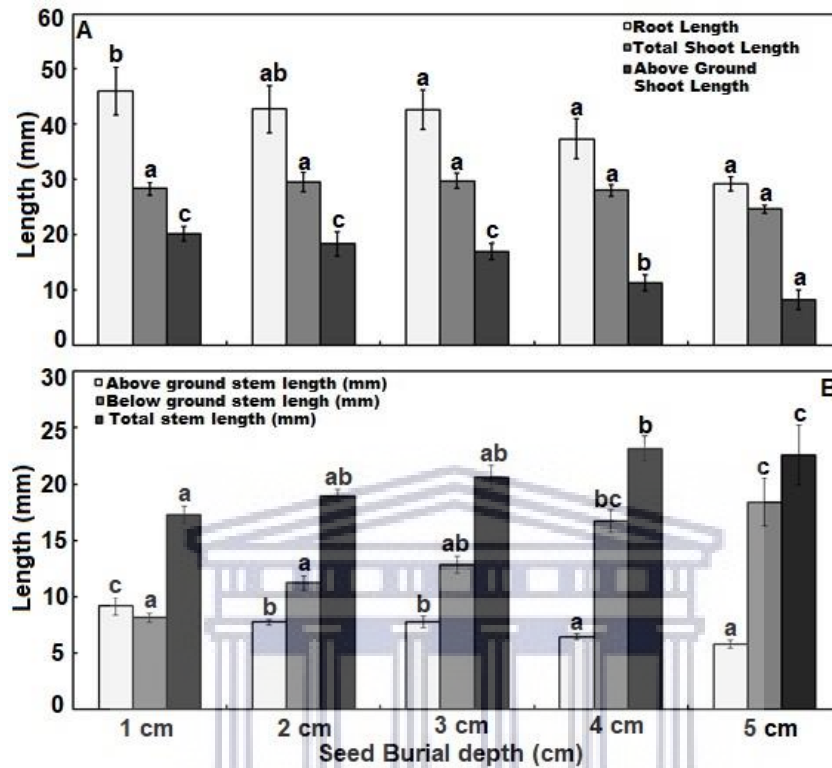 A
Root Length
Total Shoot Length
Above Ground
Shoot Length
Length (mm)
60
50
40
30
20
10
0
b
a
c
ab
a
c
a
a
c
a
a
b
a
a
a
B
Above ground stem length (mm)
Below ground stem lengh (mm)
Total stem length (mm)
Length (mm)
30
25
20
15
10
5
0
c
a
a
b
a
ab
b
ab
ab
a
bc
b
a
c
c
1 cm 2 cm 3 cm 4 cm 5 cm
Seed Burial depth (cm)